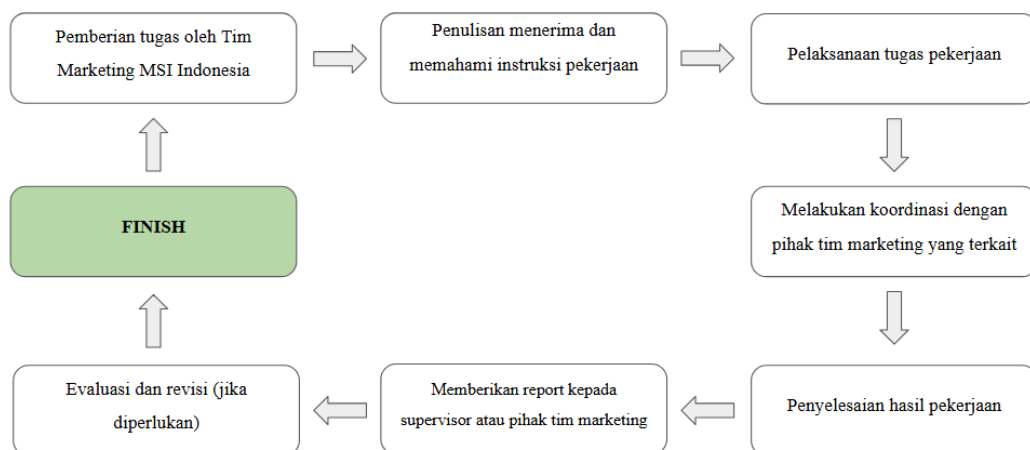 Pemberian tugas oleh Tim
Marketing MSI Indonesia
Penulisan menerima dan
memahami instruksi pekerjaan
Pelaksanaan tugas pekerjaan
Melakukan koordinasi dengan
pihak tim marketing yang terkait
Penyelesaian hasil pekerjaan
Memberikan report kepada
supervisor atau pihak tim marketing
Evaluasi dan revisi (jika
diperlukan)
FINISH